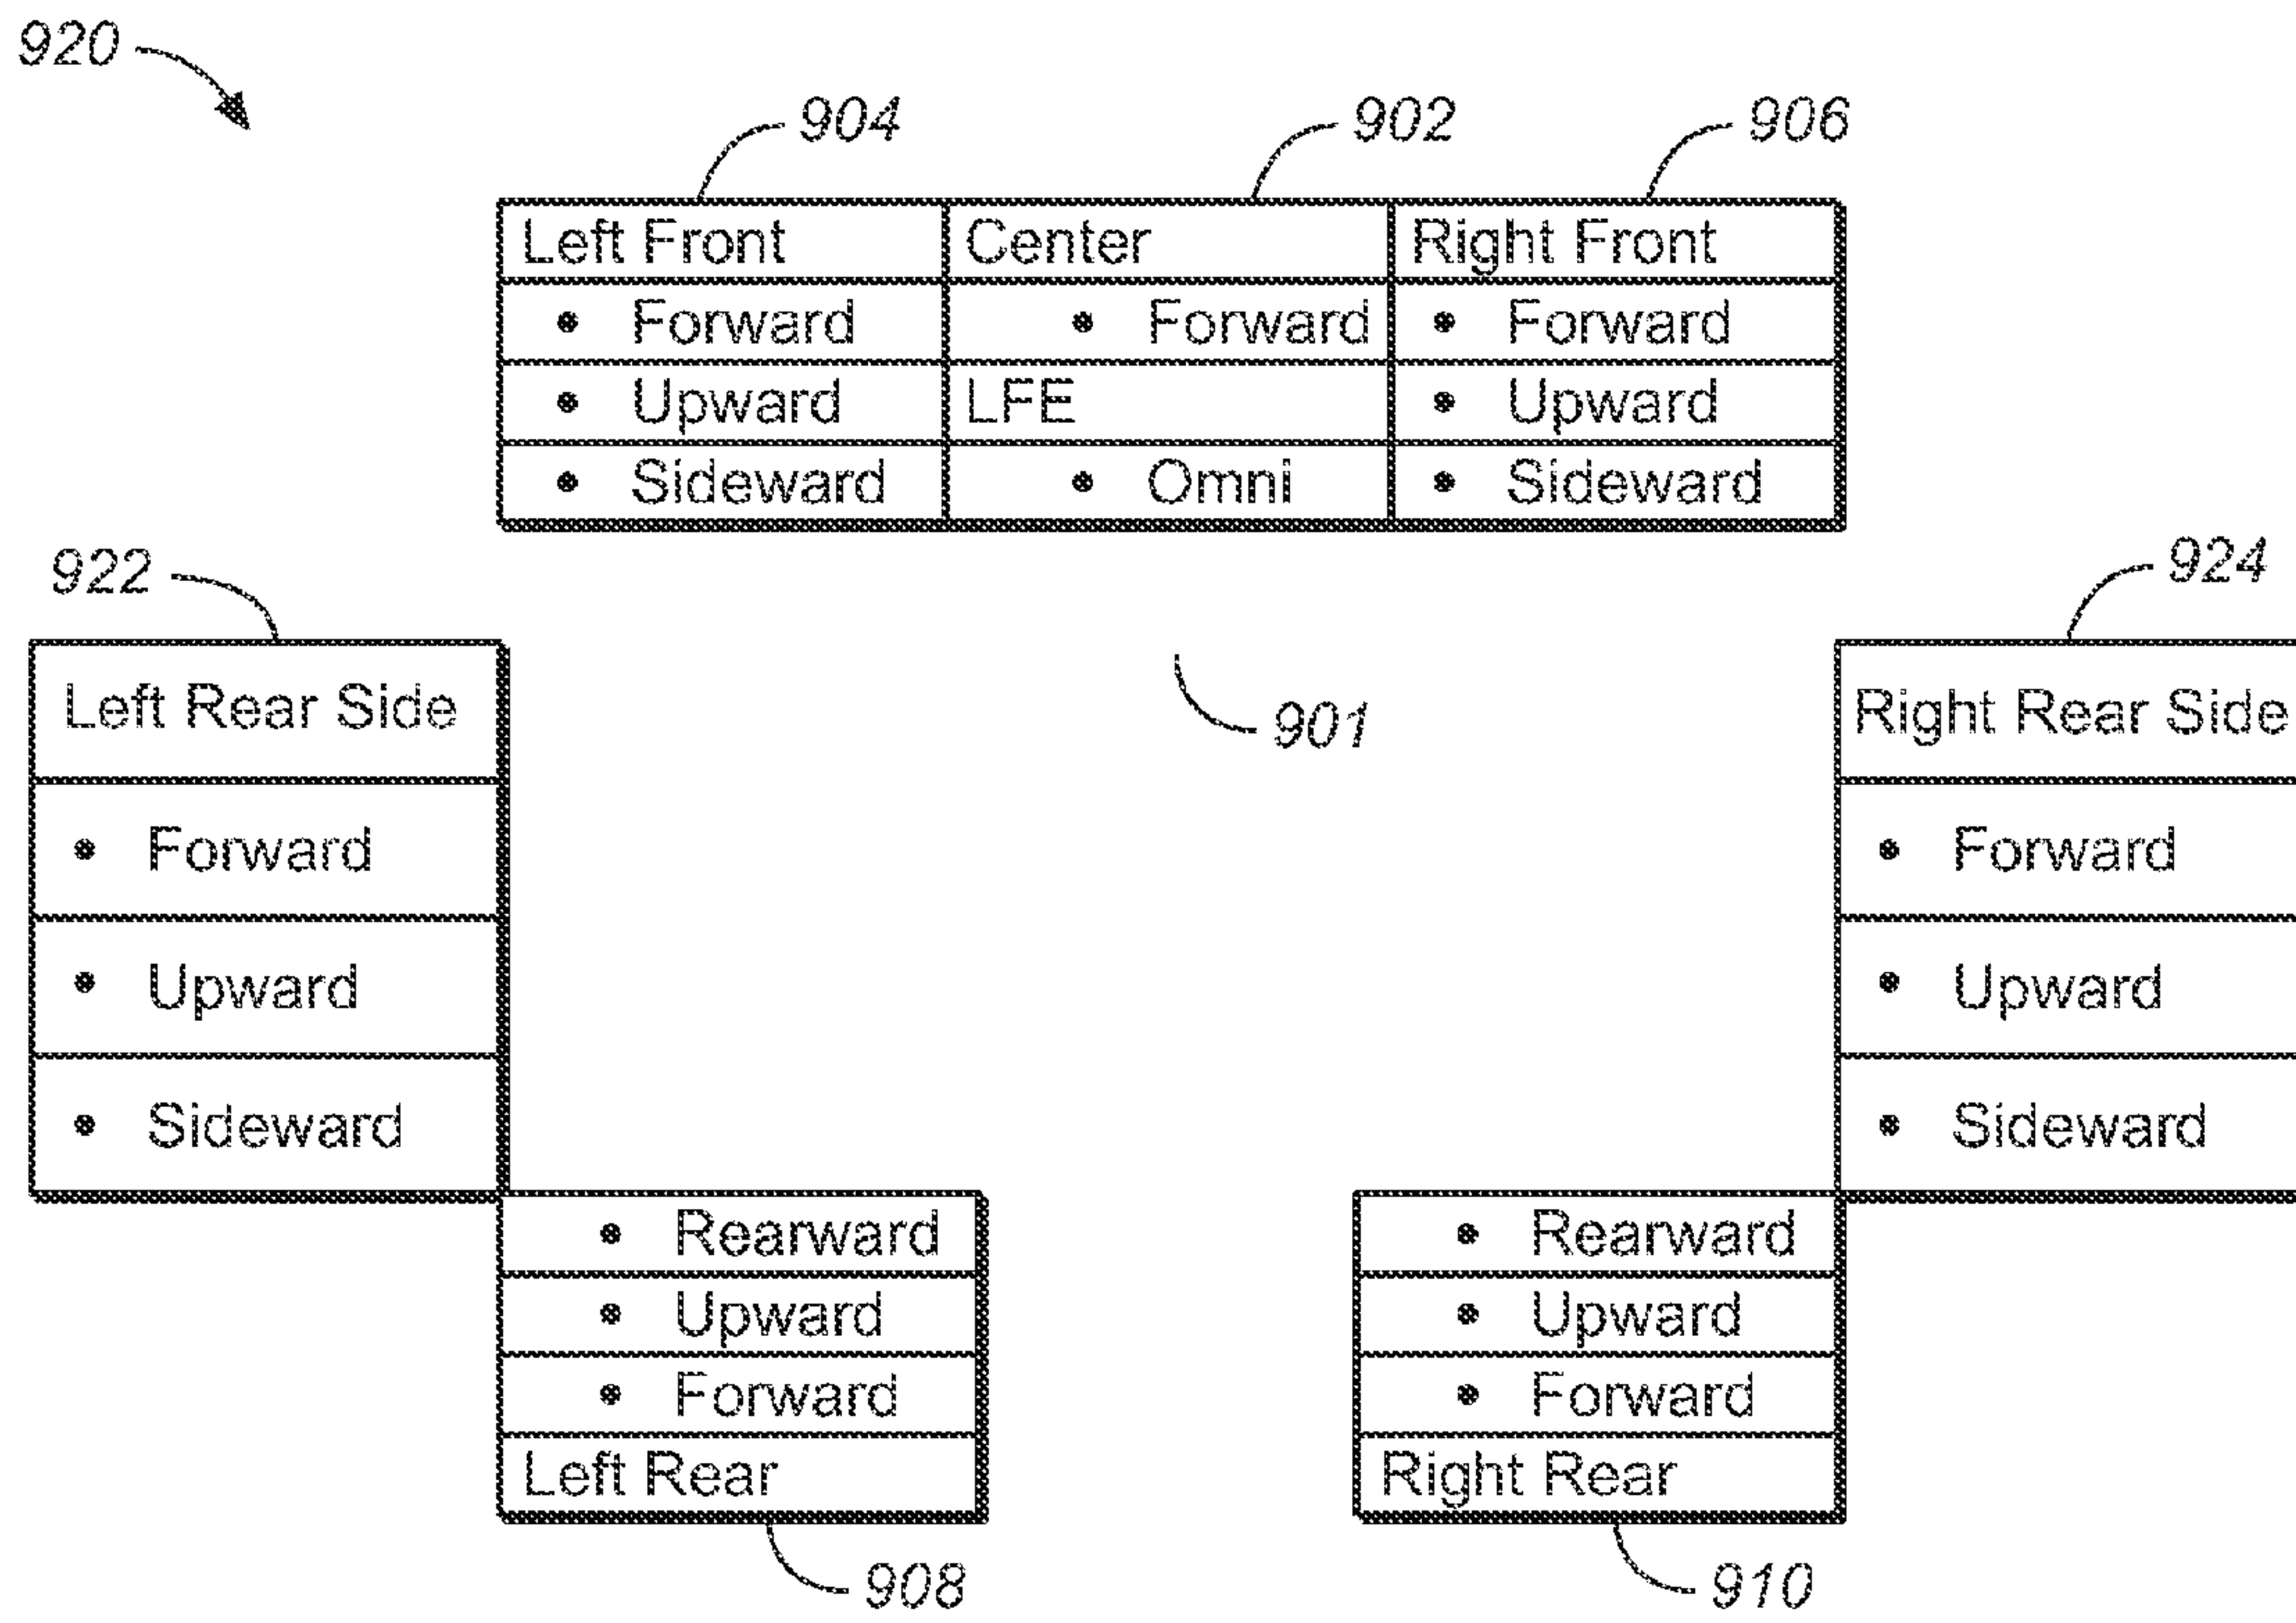 920
904
902
906
Left Front
Center
Right Front
• Forward
• Forward
• Forward
• Upward
LFE
• Upward
• Sideward
• Omni
• Sideward
922
924
Left Rear Side
901
Right Rear Side
• Forward
• Forward
• Upward
• Upward
• Sideward
• Sideward
• Rearward
• Rearward
• Upward
• Upward
• Forward
• Forward
Left Rear
Right Rear
908
910